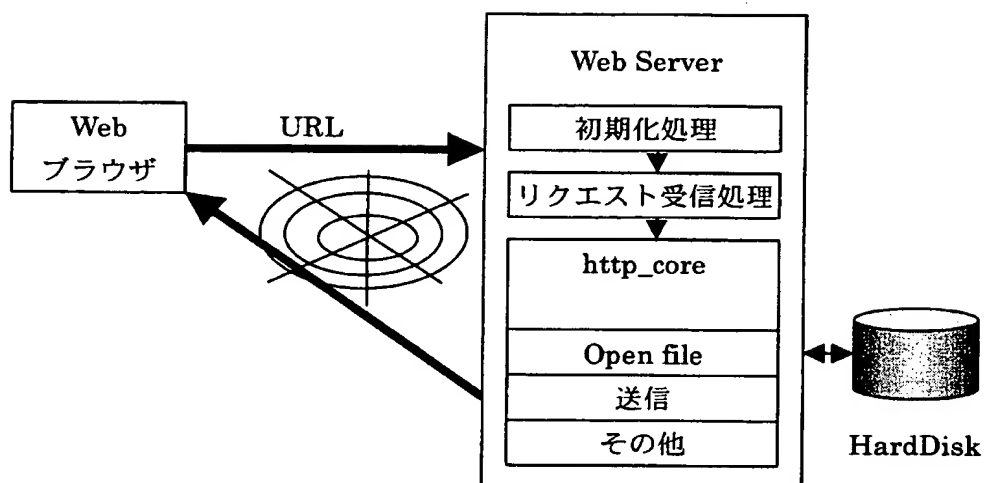 Web Server
Web
ブラウザ
URL
初期化処理
リクエスト受信処理
http_core
Open file
送信
その他
HardDisk